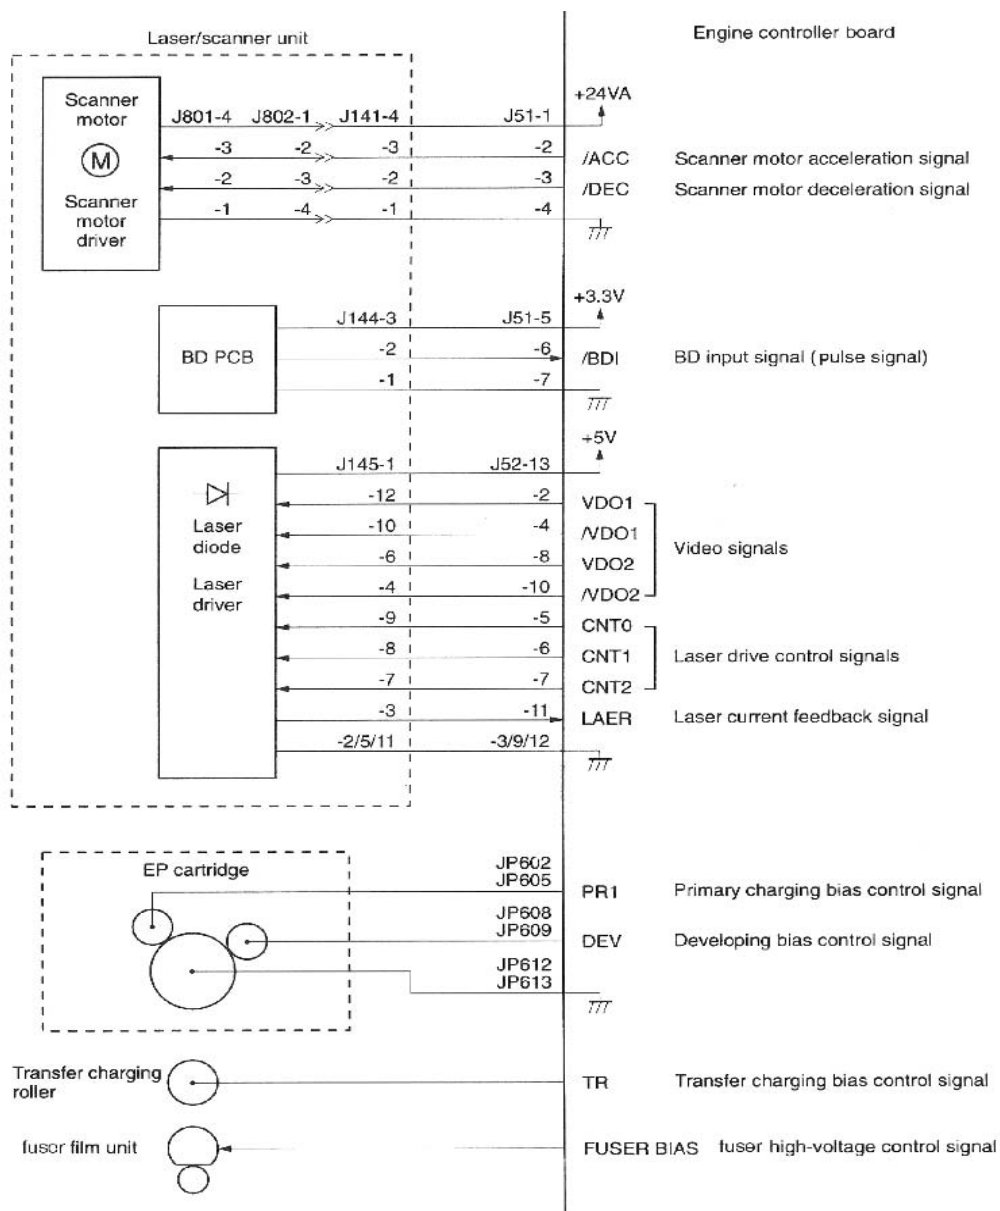 Laser/scanner unit
Engine controller board
Scanner
motor
M
Scanner
motor
driver
J801-4 J802-1 J141-4 J51-1 +24VA
-3 -2 -3 -2 /ACC Scanner motor acceleration signal
-2 -3 -2 -3 /DEC Scanner motor deceleration signal
-1 -4 -1 -4
+3.3V
J144-3 J51-5
BD PCB -2 -6 /BDI BD input signal (pulse signal)
-1 -7
+5V
J145-1 J52-13
Laser
diode
Laser
driver
-12 -2 VDO1
-10 -4 /VDO1
Video signals
-6 -8 VDO2
-4 -10 /VDO2
-9 -5 CNT0
-8 -6 CNT1 Laser drive control signals
-7 -7 CNT2
-3 -11 LAER Laser current feedback signal
-2/5/11 -3/9/12
EP cartridge
JP602
JP605 PR1 Primary charging bias control signal
JP608
JP609 DEV Developing bias control signal
JP612
JP613
Transfer charging
roller
TR Transfer charging bias control signal
fuser film unit FUSER BIAS fuser high-voltage control signal